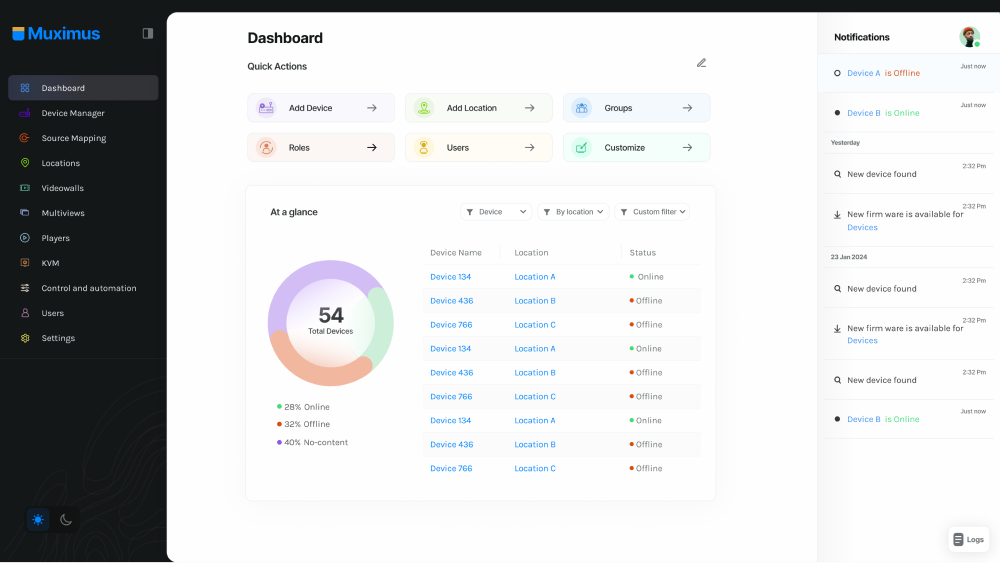 Muximus
Dashboard
Device Manager
Source Mapping
Locations
Videowalls
Multiviews
Players
KVM
Control and automation
Users
Settings
Dashboard
Quick Actions
Add Device
Add Location
Groups
Roles
Users
Customize
At a glance
Device
By location
Custom filter
54
Total Devices
28% Online
32% Offline
40% No-content
Device Name Location Status
Device 134 Location A Online
Device 436 Location B Offline
Device 766 Location C Offline
Device 134 Location A Online
Device 436 Location B Offline
Device 766 Location C Offline
Device 134 Location A Online
Device 436 Location B Offline
Device 766 Location C Offline
Notifications
Just now
Device A is Offline
Just now
Device B is Online
Yesterday
2:32 Pm
New device found
2:32 Pm
New firm ware is available for
Devices
23 Jan 2024
2:32 Pm
New device found
2:32 Pm
New firm ware is available for
Devices
2:32 Pm
New device found
Just now
Device B is Online
Logs